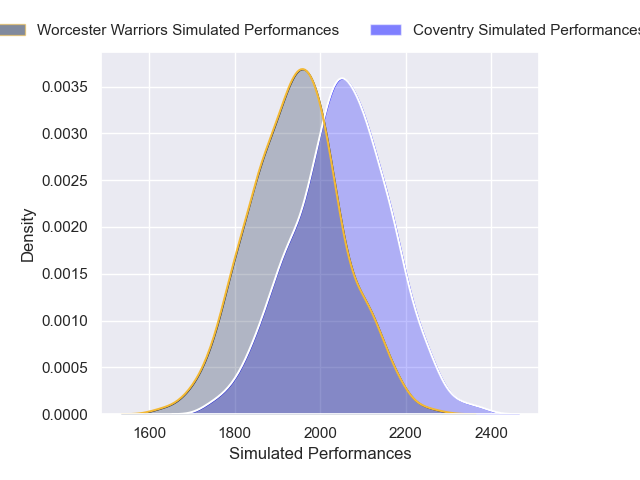 Worcester Warriors Simulated Performances
Coventry Simulated Performances
0.0035
0.0030
0.0025
0.0020
0.0015
0.0010
0.0005
0.0000
Density
1600 1800 2000 2200 2400
Simulated Performances